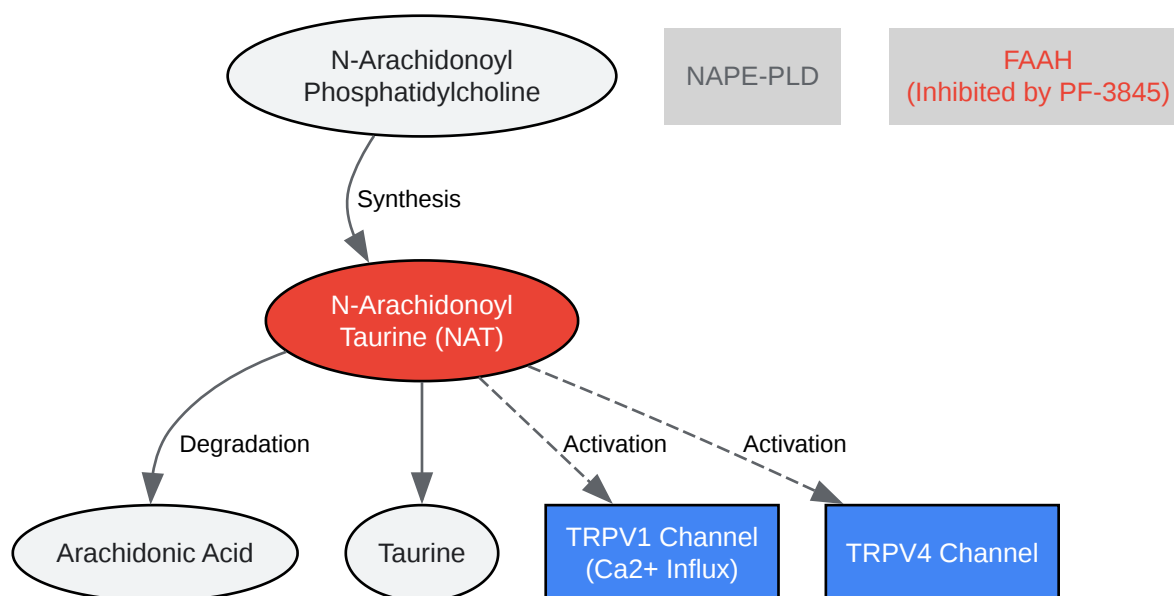 N-Arachidonoyl
Phosphatidylcholine
NAPE-PLD
FAAH
(Inhibited by PF-3845)
Synthesis
N-Arachidonoyl
Taurine (NAT)
Degradation
Activation
Activation
Arachidonic Acid
Taurine
TRPV1 Channel
(Ca2+ Influx)
TRPV4 Channel